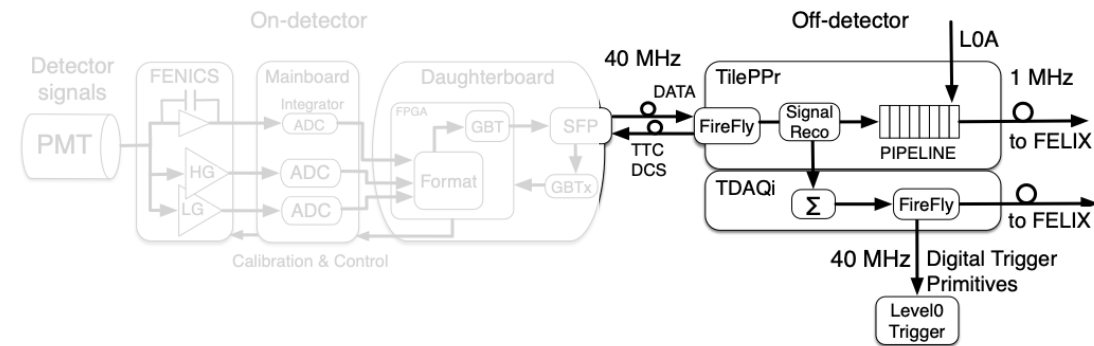 On-detector
Off-detector
Detector
signals
PMT
FENICS
HG
LG
Mainboard
Integrator
ADC
ADC
ADC
Calibration & Control
Daughterboard
FPGA
GBT
Format
SFP
GBTx
40 MHz
DATA
TTC
DCS
TilePPr
FireFly
Signal
Reco
PIPELINE
L0A
1 MHz
to FELIX
TDAQi
Σ
FireFly
to FELIX
40 MHz
Digital Trigger
Primitives
Level0
Trigger